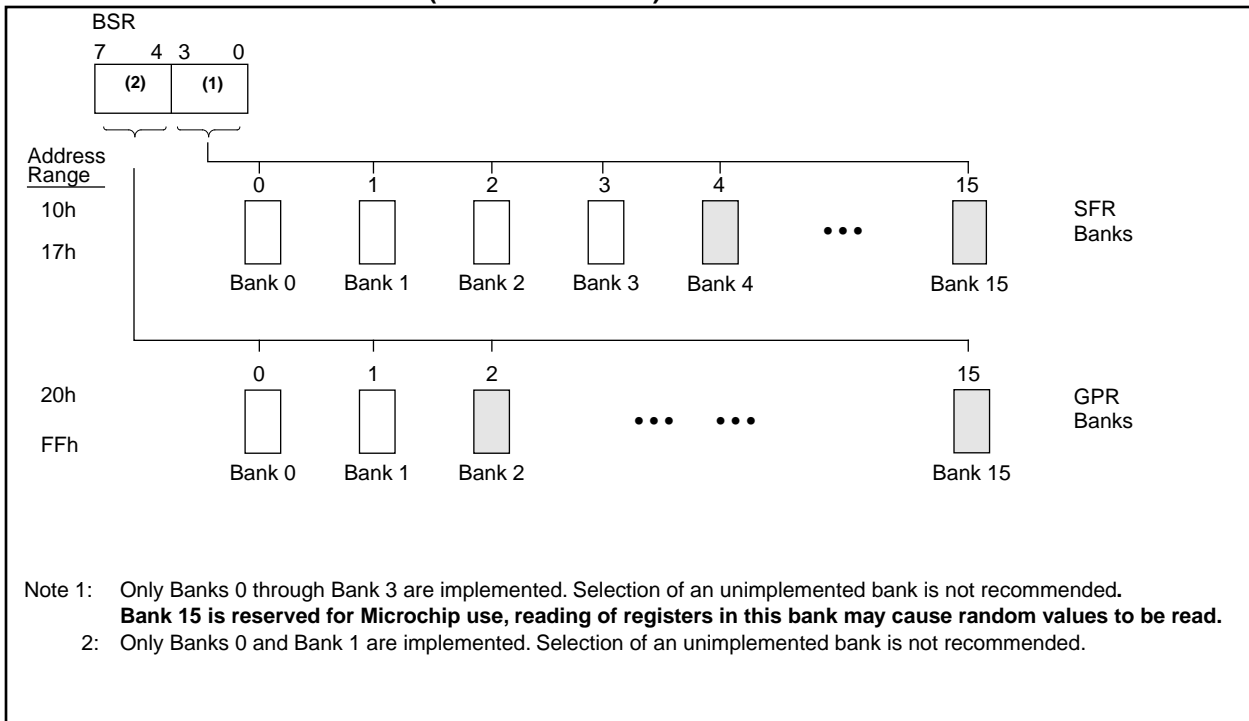 BSR
7 4 3 0
(2) (1)
Address
Range
0 1 2 3 4 15
10h
17h
SFR
Banks
•••
Bank 0 Bank 1 Bank 2 Bank 3 Bank 4 Bank 15
0 1 2 15
20h
FFh
GPR
Banks
••• •••
Bank 0 Bank 1 Bank 2 Bank 15
Note 1: Only Banks 0 through Bank 3 are implemented. Selection of an unimplemented bank is not recommended.
Bank 15 is reserved for Microchip use, reading of registers in this bank may cause random values to be read.
2: Only Banks 0 and Bank 1 are implemented. Selection of an unimplemented bank is not recommended.